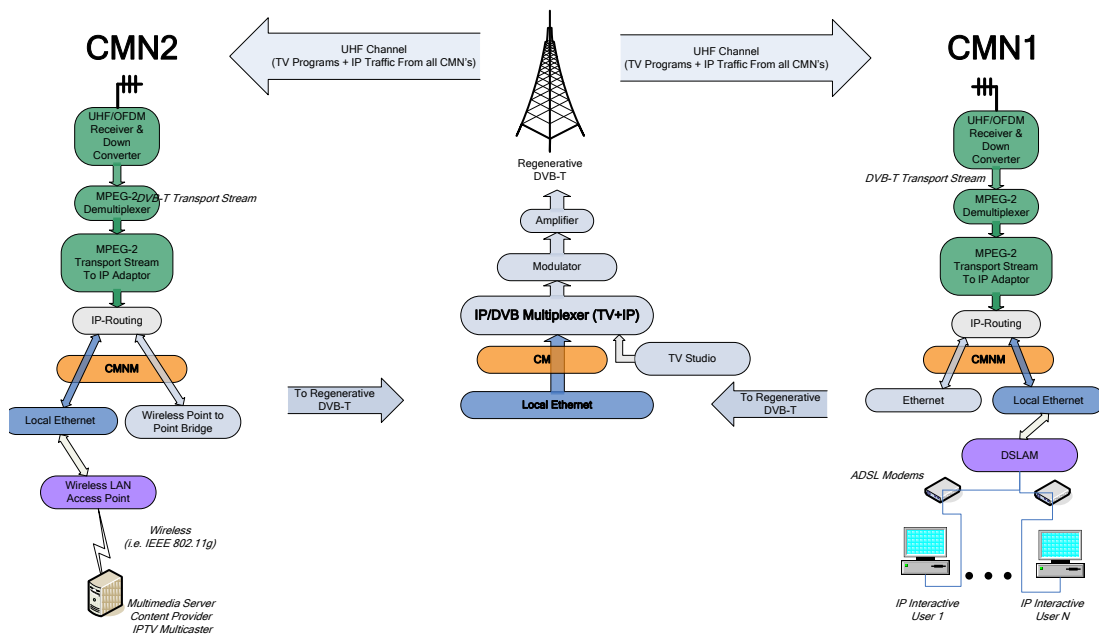 CMN2
UHF Channel
(TV Programs + IP Traffic From all CMN's)
UHF Channel
(TV Programs + IP Traffic From all CMN's)
CMN1
UHF/OFDM
Receiver &
Down
Converter
DVB-T Transport Stream
MPEG-2
Demultiplexer
MPEG-2
Transport Stream
To IP Adaptor
IP-Routing
CMNM
Local Ethernet
Wireless Point to
Point Bridge
Wireless LAN
Access Point
Wireless
(i.e. IEEE 802.11g)
Multimedia Server
Content Provider
IPTV Multicaster
To Regenerative
DVB-T
Regenerative
DVB-T
Amplifier
Modulator
IP/DVB Multiplexer (TV+IP)
CM
TV Studio
Local Ethernet
To Regenerative
DVB-T
UHF/OFDM
Receiver &
Down
Converter
DVB-T Transport Stream
MPEG-2
Demultiplexer
MPEG-2
Transport Stream
To IP Adaptor
IP-Routing
CMNM
Ethernet
Local Ethernet
DSLAM
ADSL Modems
IP Interactive
User 1
IP Interactive
User N